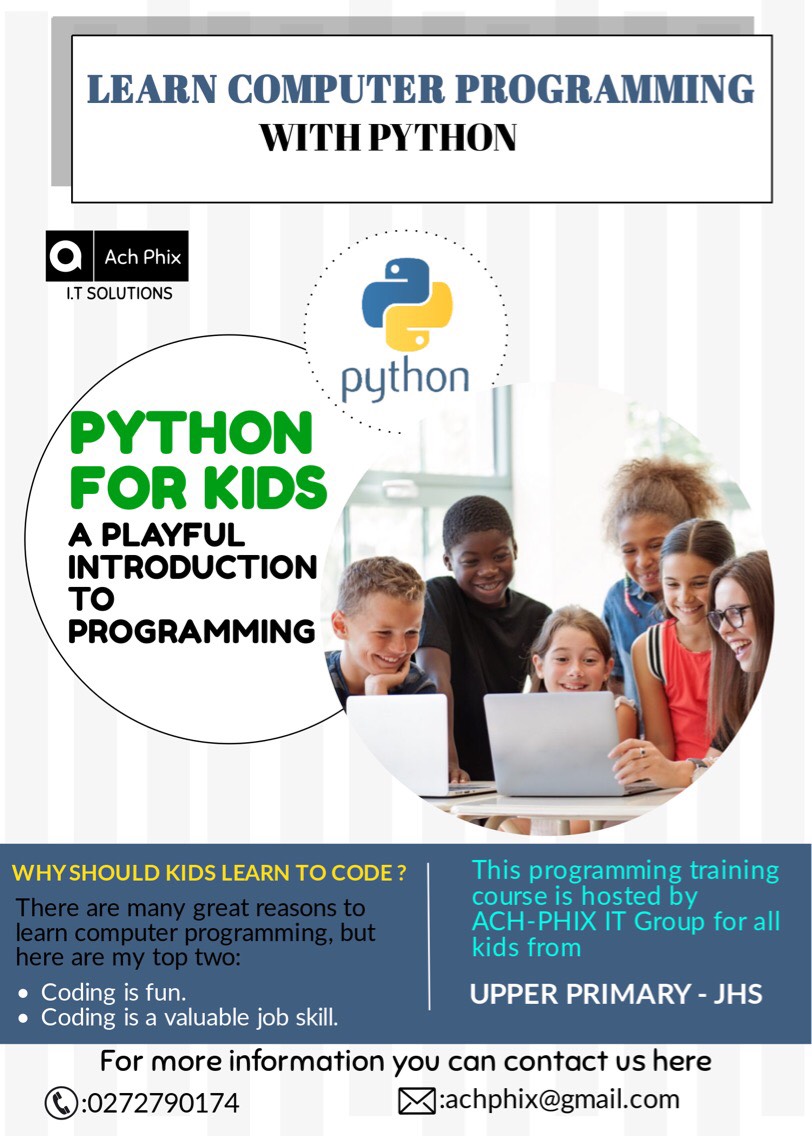 LEARN COMPUTER PROGRAMMING
WITH PYTHON
a Ach Phix
I.T SOLUTIONS
python
PYTHON
FOR KIDS
A PLAYFUL
INTRODUCTION
TO
PROGRAMMING
WHY SHOULD KIDS LEARN TO CODE ?
There are many great reasons to
learn computer programming, but
here are my top two:
• Coding is fun.
• Coding is a valuable job skill.
This programming training
course is hosted by
ACH-PHIX IT Group for all
kids from
UPPER PRIMARY - JHS
For more information you can contact us here
:0272790174
:achphix@gmail.com